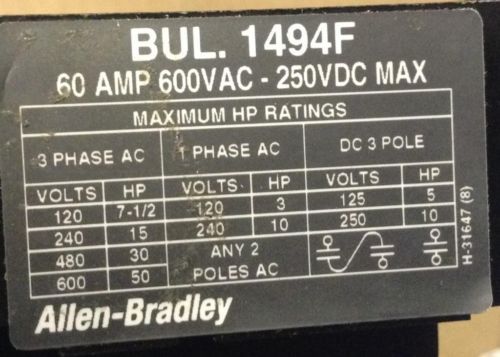 BUL. 1494F
60 AMP 600VAC - 250VDC MAX
MAXIMUM HP RATINGS
3 PHASE AC 1 PHASE AC DC 3 POLE
VOLTS HP VOLTS HP VOLTS HP
120 7-1/2 120 3 125 5
240 15 240 10 250 10
480 30 ANY 2
600 50 POLES AC
H-31647 (8)
Allen-Bradley